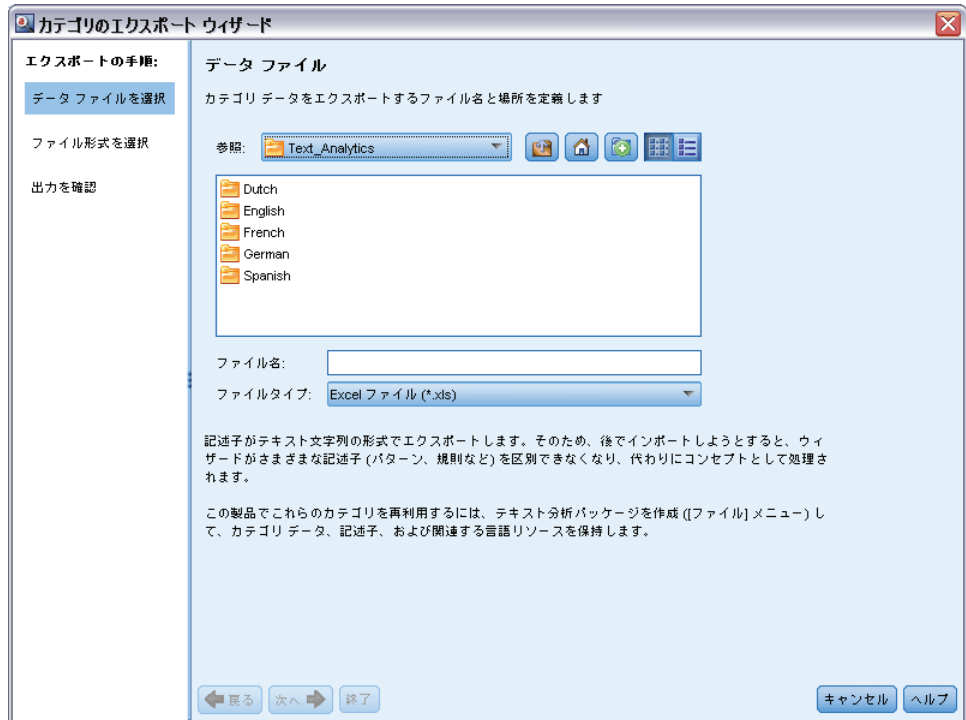 カテゴリのエクスポート ウィザード
エクスポートの手順:
データ ファイルを選択
ファイル形式を選択
出力を確認
データ ファイル
カテゴリ データをエクスポートするファイル名と場所を定義します
参照:
Text_Analytics
Dutch
English
French
German
Spanish
ファイル名:
ファイルタイプ:
Excel ファイル (*.xls)
記述子がテキスト文字列の形式でエクスポートします。そのため、後でインポートしようとすると、ウィ
ザードがさまざまな記述子 (パターン、規則など) を区別できなくなり、代わりにコンセプトとして処理さ
れます。
この製品でこれらのカテゴリを再利用するには、テキスト分析パッケージを作成 ([ファイル] メニュー) し
て、カテゴリ データ、記述子、および関連する言語リソースを保持します。
戻る
次へ
終了
キャンセル
ヘルプ